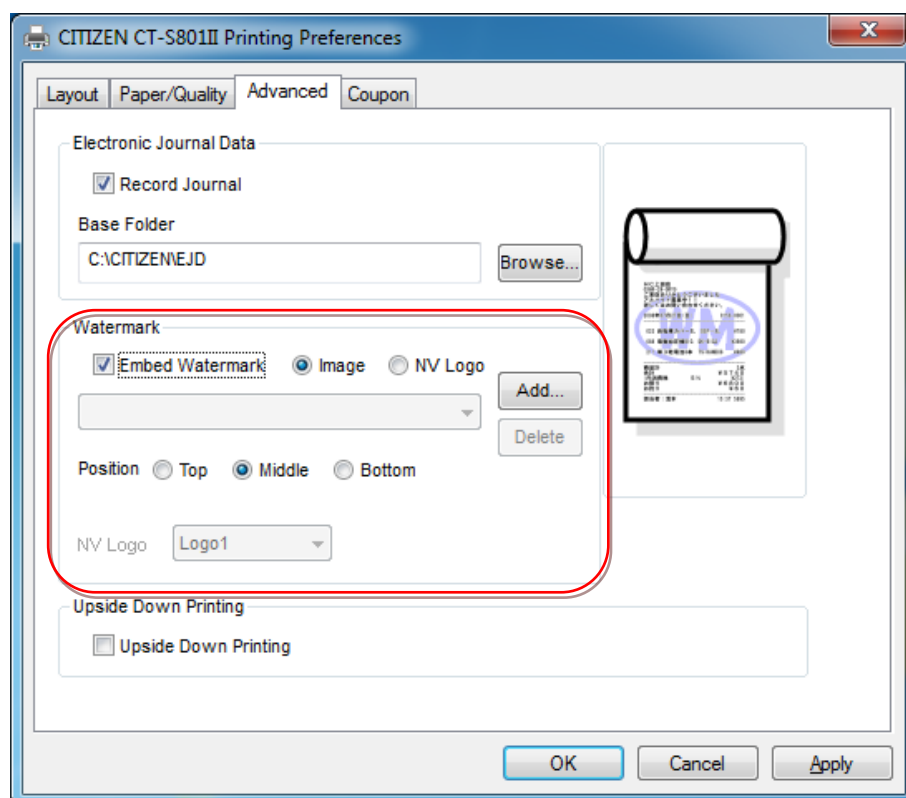 CITIZEN CT-S801II Printing Preferences
Layout Paper/Quality Advanced Coupon
Electronic Journal Data
Record Journal
Base Folder
C:\CITIZEN\EJD Browse...
Watermark
Embed Watermark Image NV Logo
Add...
Delete
Position Top Middle Bottom
NV Logo Logo1
WM
Upside Down Printing
Upside Down Printing
OK Cancel Apply